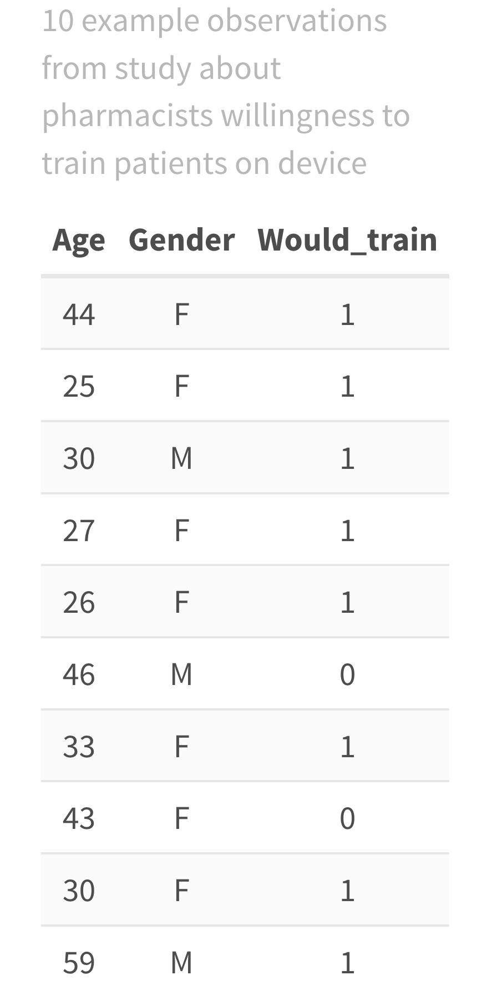 10 example observations
from study about
pharmacists willingness to
train patients on device
Age Gender Would_train
44 F 1
25 F 1
30 M 1
27 F 1
26 F 1
46 M 0
33 F 1
43 F 0
30 F 1
59 M 1